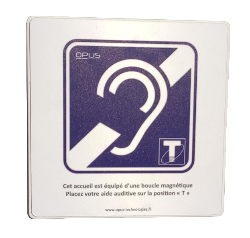 OPUS
T
Cet accueil est équipé d'une boucle magnétique
Placez votre aide auditive sur la position « T »
www.opus-technologies.fr